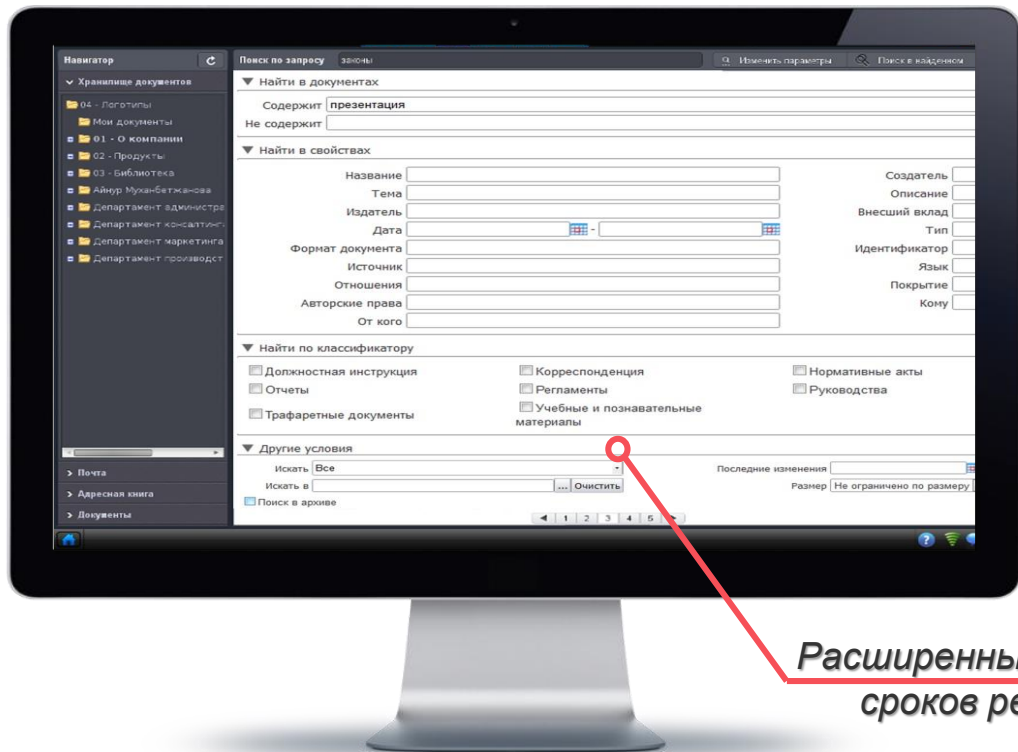 Навигатор
Хранилище документов
04 - Логотипы
Мои документы
01 - О компании
02 - Продукты
03 - Библиотека
Айнур Муханбетжанова
Департамент администра
Департамент консалтинг
Департамент маркетинга
Департамент производст
Почта
Адресная книга
Документы
Поиск по запросу законы Изменить параметры Поиск в найденном
Найти в документах
Содержит презентация
Не содержит
Найти в свойствах
Название Создатель
Тема Описание
Издатель Внесший вклад
Дата - Тип
Формат документа Идентификатор
Источник Язык
Отношения Покрытие
Авторские права Кому
От кого
Найти по классификатору
Должностная инструкция Корреспонденция Нормативные акты
Отчеты Регламенты Руководства
Трафаретные документы Учебные и познавательные
материалы
Другие условия
Искать Все Последние изменения
Искать в ... Очистить Размер Не ограничено по размеру
Поиск в архиве
1 2 3 4 5
Расширенны
сроков ре